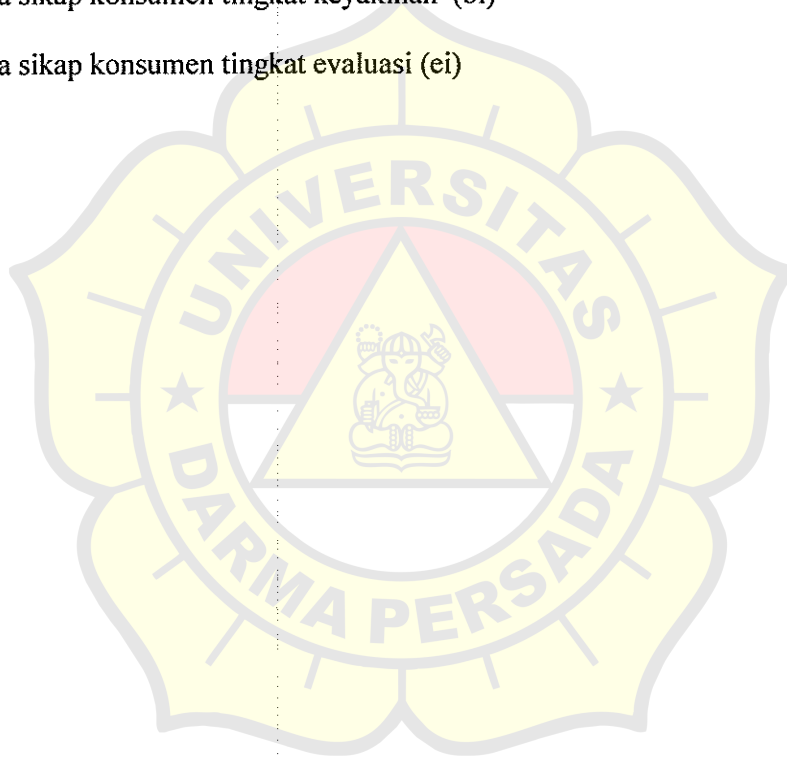 a sikap konsumen tingkat keyakinan (bi)
a sikap konsumen tingkat evaluasi (ei)
UNIVERSITAS
DARMA PERSADA